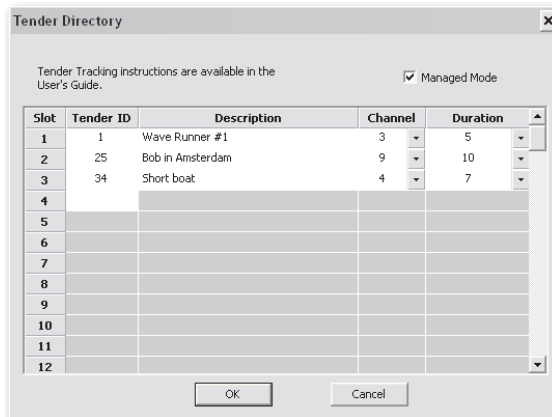 Tender Directory
Tender Tracking instructions are available in the
User's Guide.
Managed Mode
Slot Tender ID Description Channel Duration
1 1 Wave Runner #1 3 5
2 25 Bob in Amsterdam 9 10
3 34 Short boat 4 7
4
5
6
7
8
9
10
11
12
OK Cancel